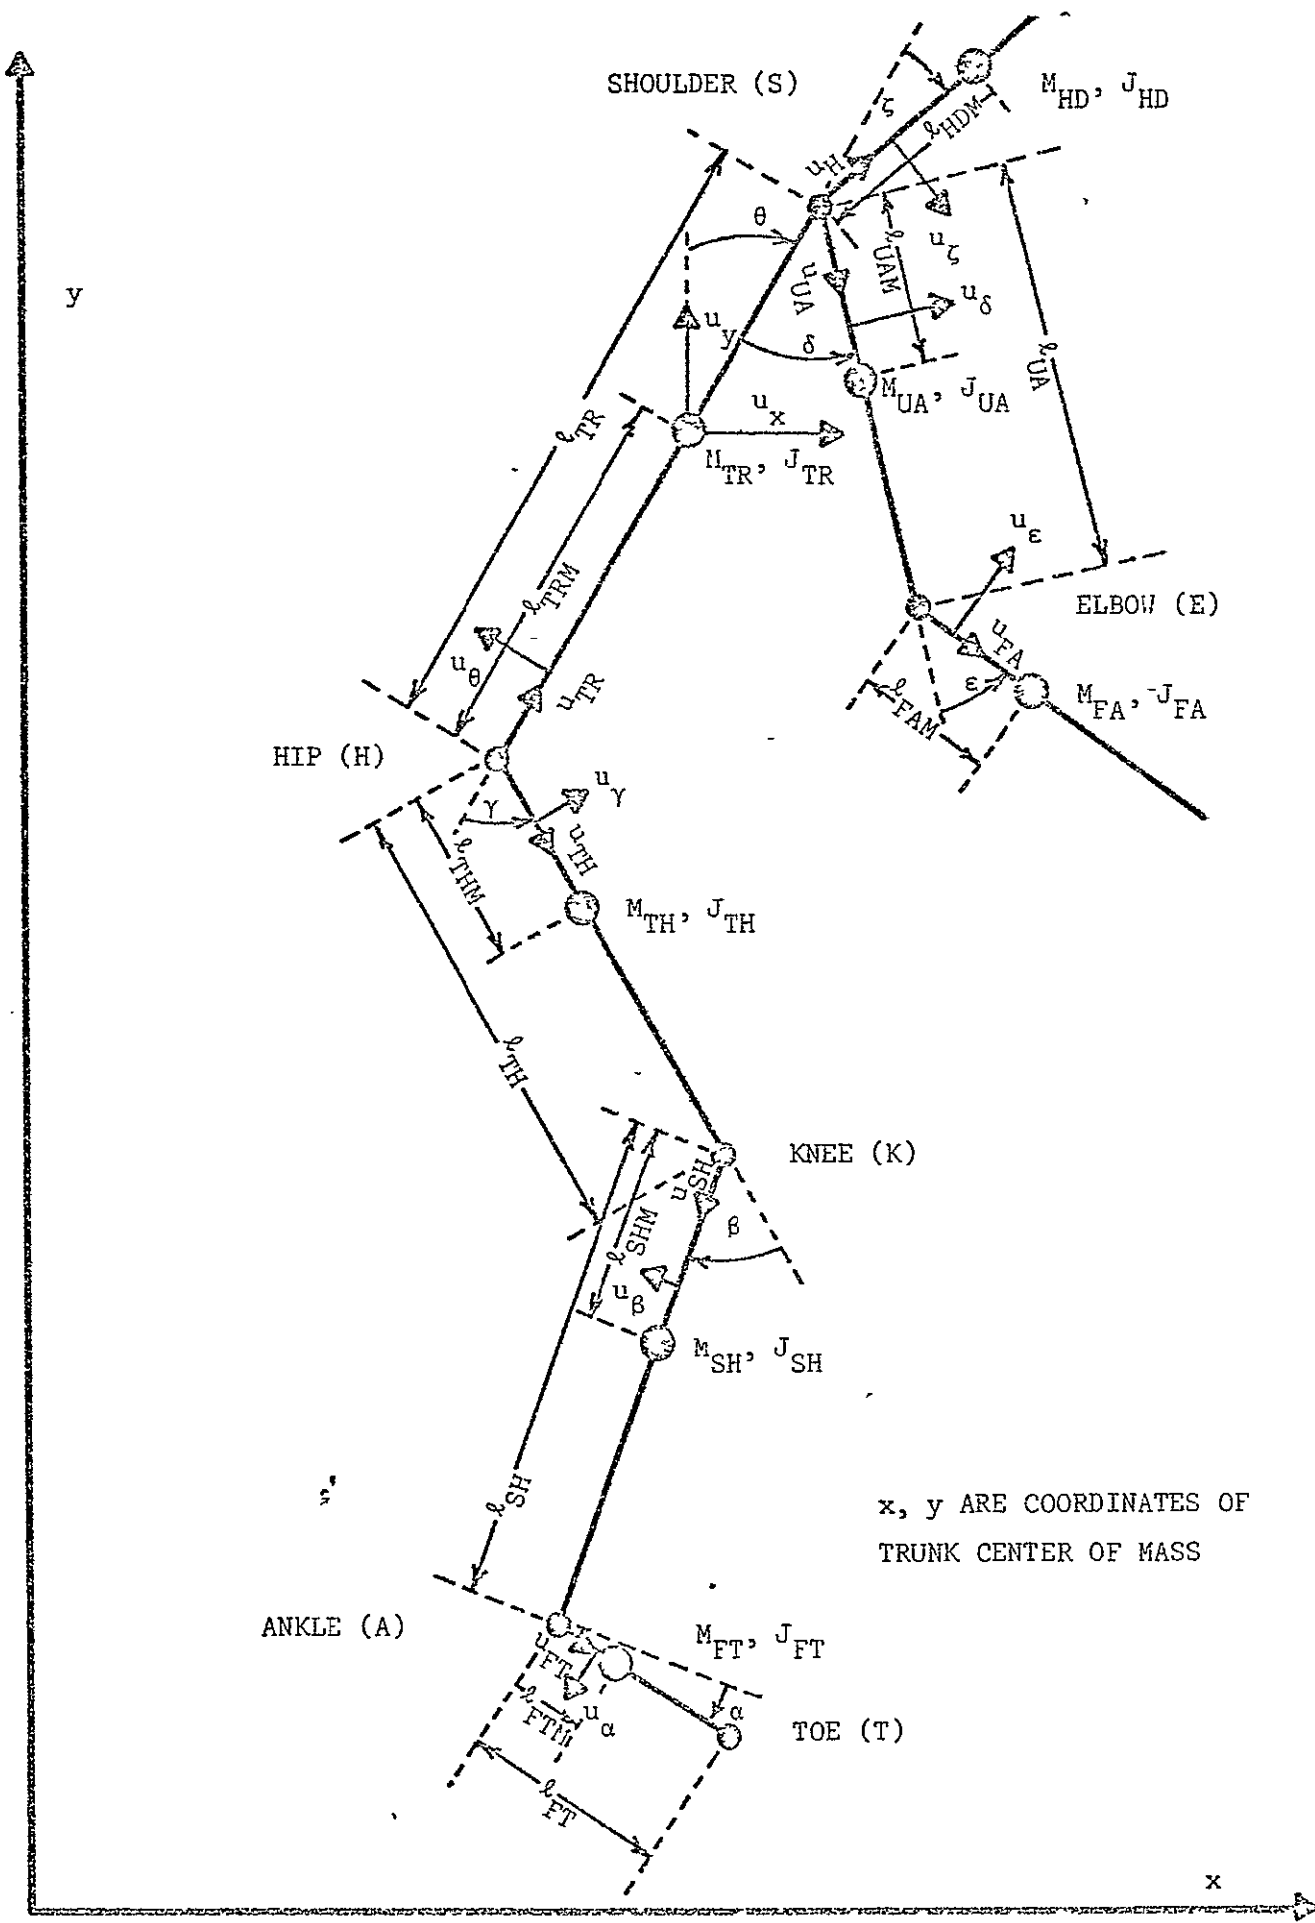 SHOULDER (S)
M_HD, J_HD
ζ
ℓ_HDM
u_H
θ
u_ζ
ℓ_UAM
u_UA
u_δ
y
u_y
δ
ℓ_UA
M_UA, J_UA
u_x
ℓ_TR
M_TR, J_TR
u_ε
ℓ_TRM
ELBOW (E)
u_FA
u_θ
u_TR
ε
ℓ_FAM
M_FA, J_FA
HIP (H)
u_γ
γ
u_TH
ℓ_THM
M_TH, J_TH
ℓ_TH
KNEE (K)
u_SH
β
ℓ_SHM
u_β
M_SH, J_SH
ℓ_SH
x, y ARE COORDINATES OF
TRUNK CENTER OF MASS
ANKLE (A)
M_FT, J_FT
u_FT
ℓ_FTM
u_α
α
TOE (T)
ℓ_FT
x